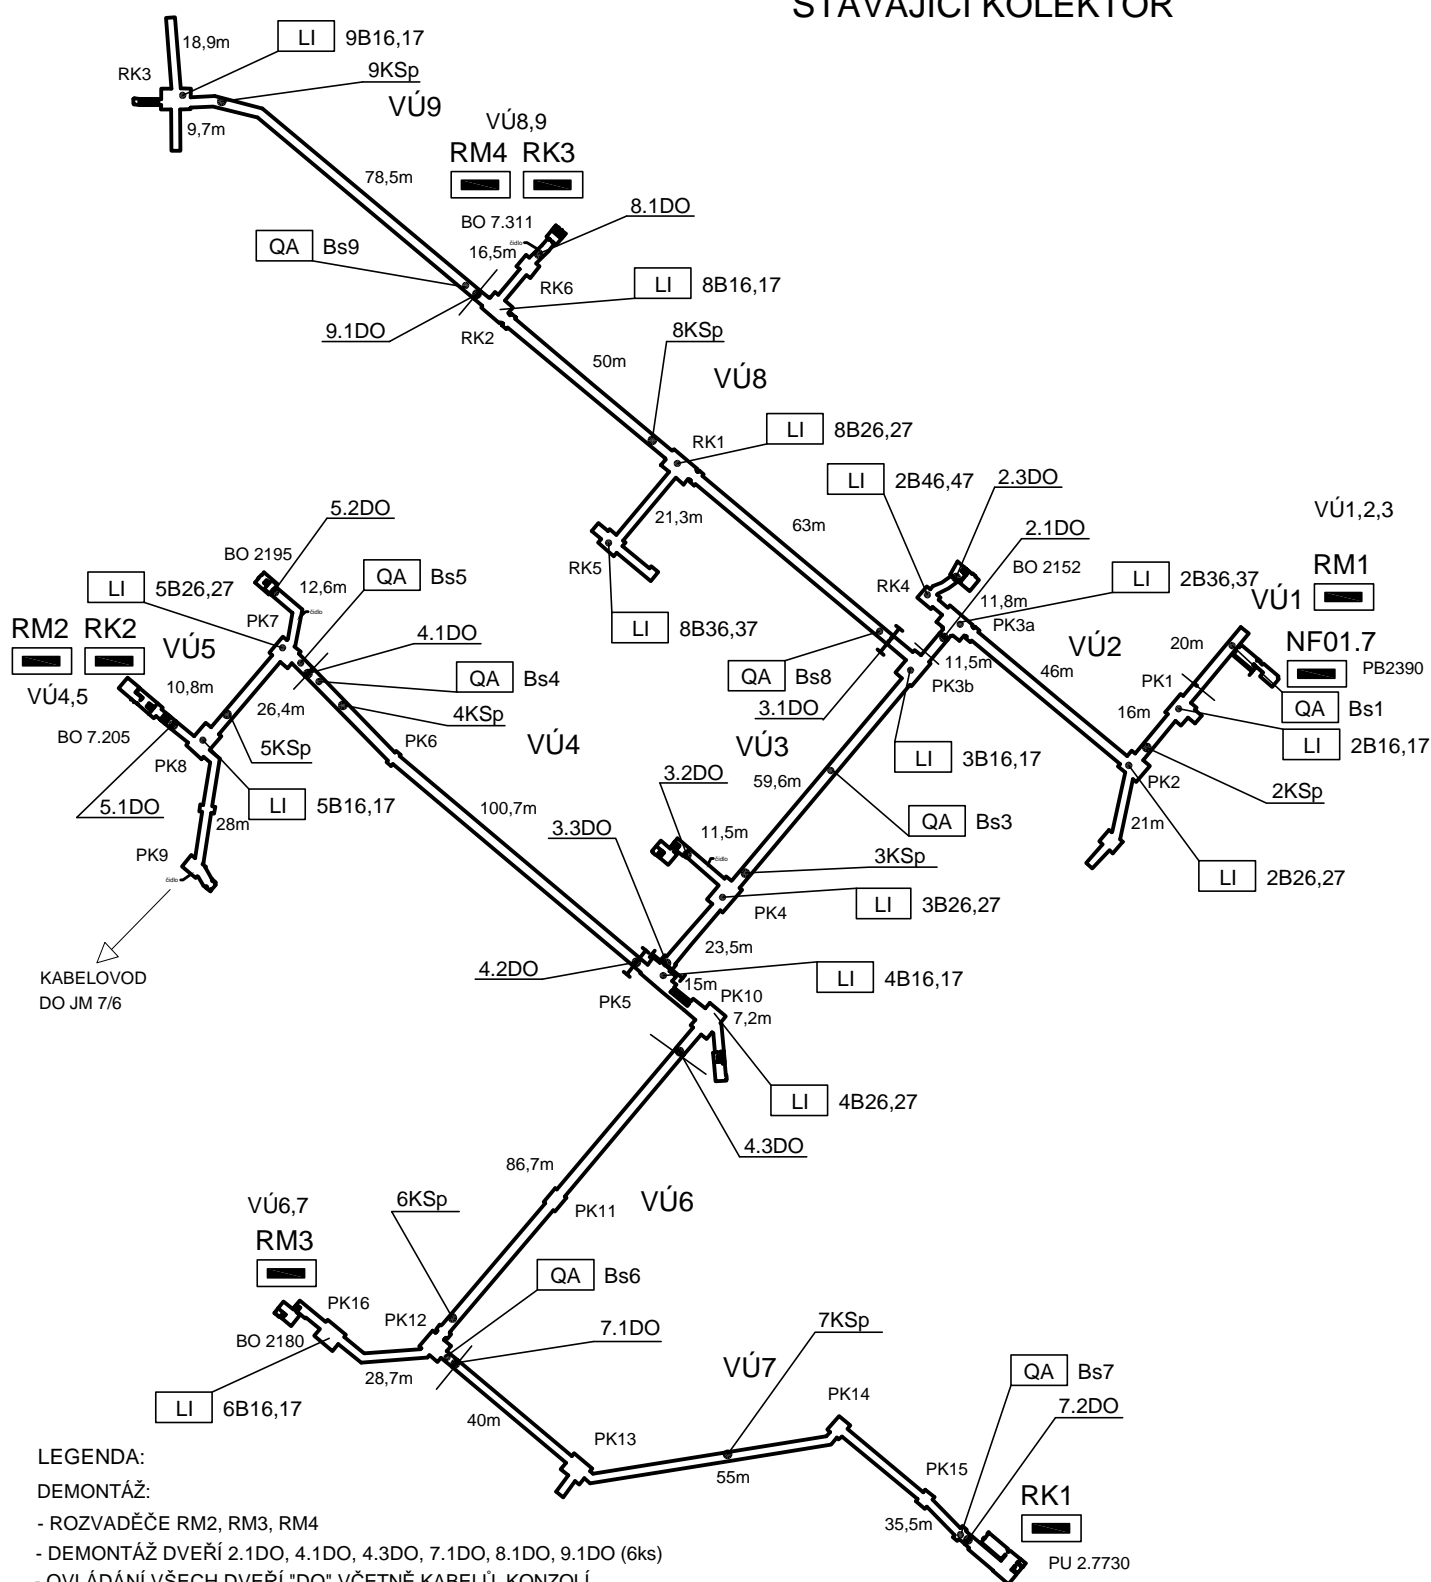 STÁVAJÍCÍ KOLEKTOR
18,9m
LI 9B16,17
RK3
9KSp
VÚ9
9,7m
VÚ8,9
RM4 RK3
78,5m
BO 7.311
8.1DO
čidlo
QA Bs9
16,5m
RK6
LI 8B16,17
9.1DO
RK2
8KSp
50m
VÚ8
LI 8B26,27
RK1
LI 2B46,47
2.3DO
5.2DO
21,3m
63m
2.1DO
VÚ1,2,3
BO 2195
RK5
BO 2152
RM1
LI 5B26,27
12,6m
QA Bs5
RK4
11,8m
LI 2B36,37
VÚ1
čidlo
PK7
4.1DO
LI 8B36,37
PK3a
RM2 RK2
VÚ5
VÚ2
20m
NF01.7
PB2390
VÚ4,5
10,8m
QA Bs4
QA Bs8
11,5m
46m
PK1
PK3b
26,4m
4KSp
3.1DO
16m
QA Bs1
BO 7.205
5KSp
PK6
VÚ4
VÚ3
LI 3B16,17
LI 2B16,17
PK8
3.2DO
59,6m
PK2
2KSp
5.1DO
LI 5B16,17
100,7m
28m
3.3DO
11,5m
QA Bs3
21m
PK9
čidlo
čidlo
3KSp
LI 2B26,27
PK4
LI 3B26,27
23,5m
4.2DO
LI 4B16,17
KABELOVOD
DO JM 7/6
15m
PK5
PK10
7,2m
LI 4B26,27
4.3DO
86,7m
VÚ6,7
6KSp
PK11
VÚ6
RM3
QA Bs6
PK16
PK12
7.1DO
7KSp
BO 2180
28,7m
VÚ7
QA Bs7
LI 6B16,17
PK14
7.2DO
40m
PK13
LEGENDA:
PK15
55m
DEMONTÁŽ:
RK1
- ROZVADĚČE RM2, RM3, RM4
35,5m
- DEMONTÁŽ DVEŘÍ 2.1DO, 4.1DO, 4.3DO, 7.1DO, 8.1DO, 9.1DO (6ks)
PU 2.7730
- OVLÁDÁNÍ VŠECH DVEŘÍ "DO" VČETNĚ KABELŮ, KONZOLÍ